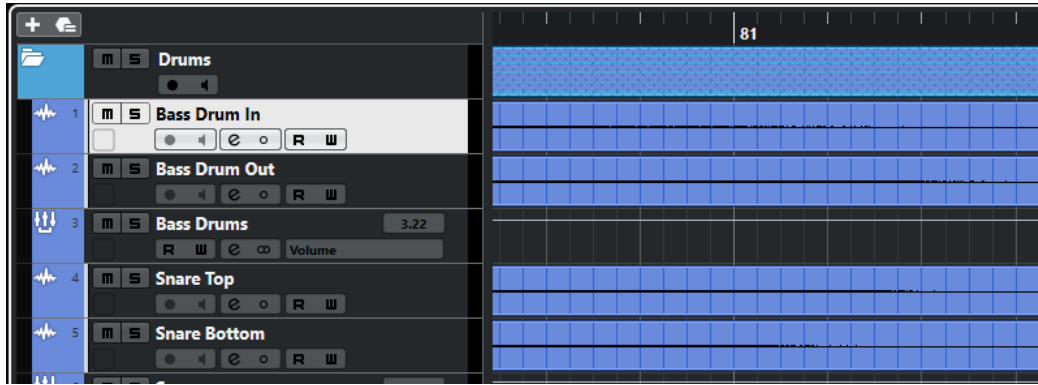 81
m S Drums
1 m S Bass Drum In
e R W
2 m S Bass Drum Out
e R W
3 m S Bass Drums 3.22
R W e Volume
4 m S Snare Top
e R W
5 m S Snare Bottom
e R W